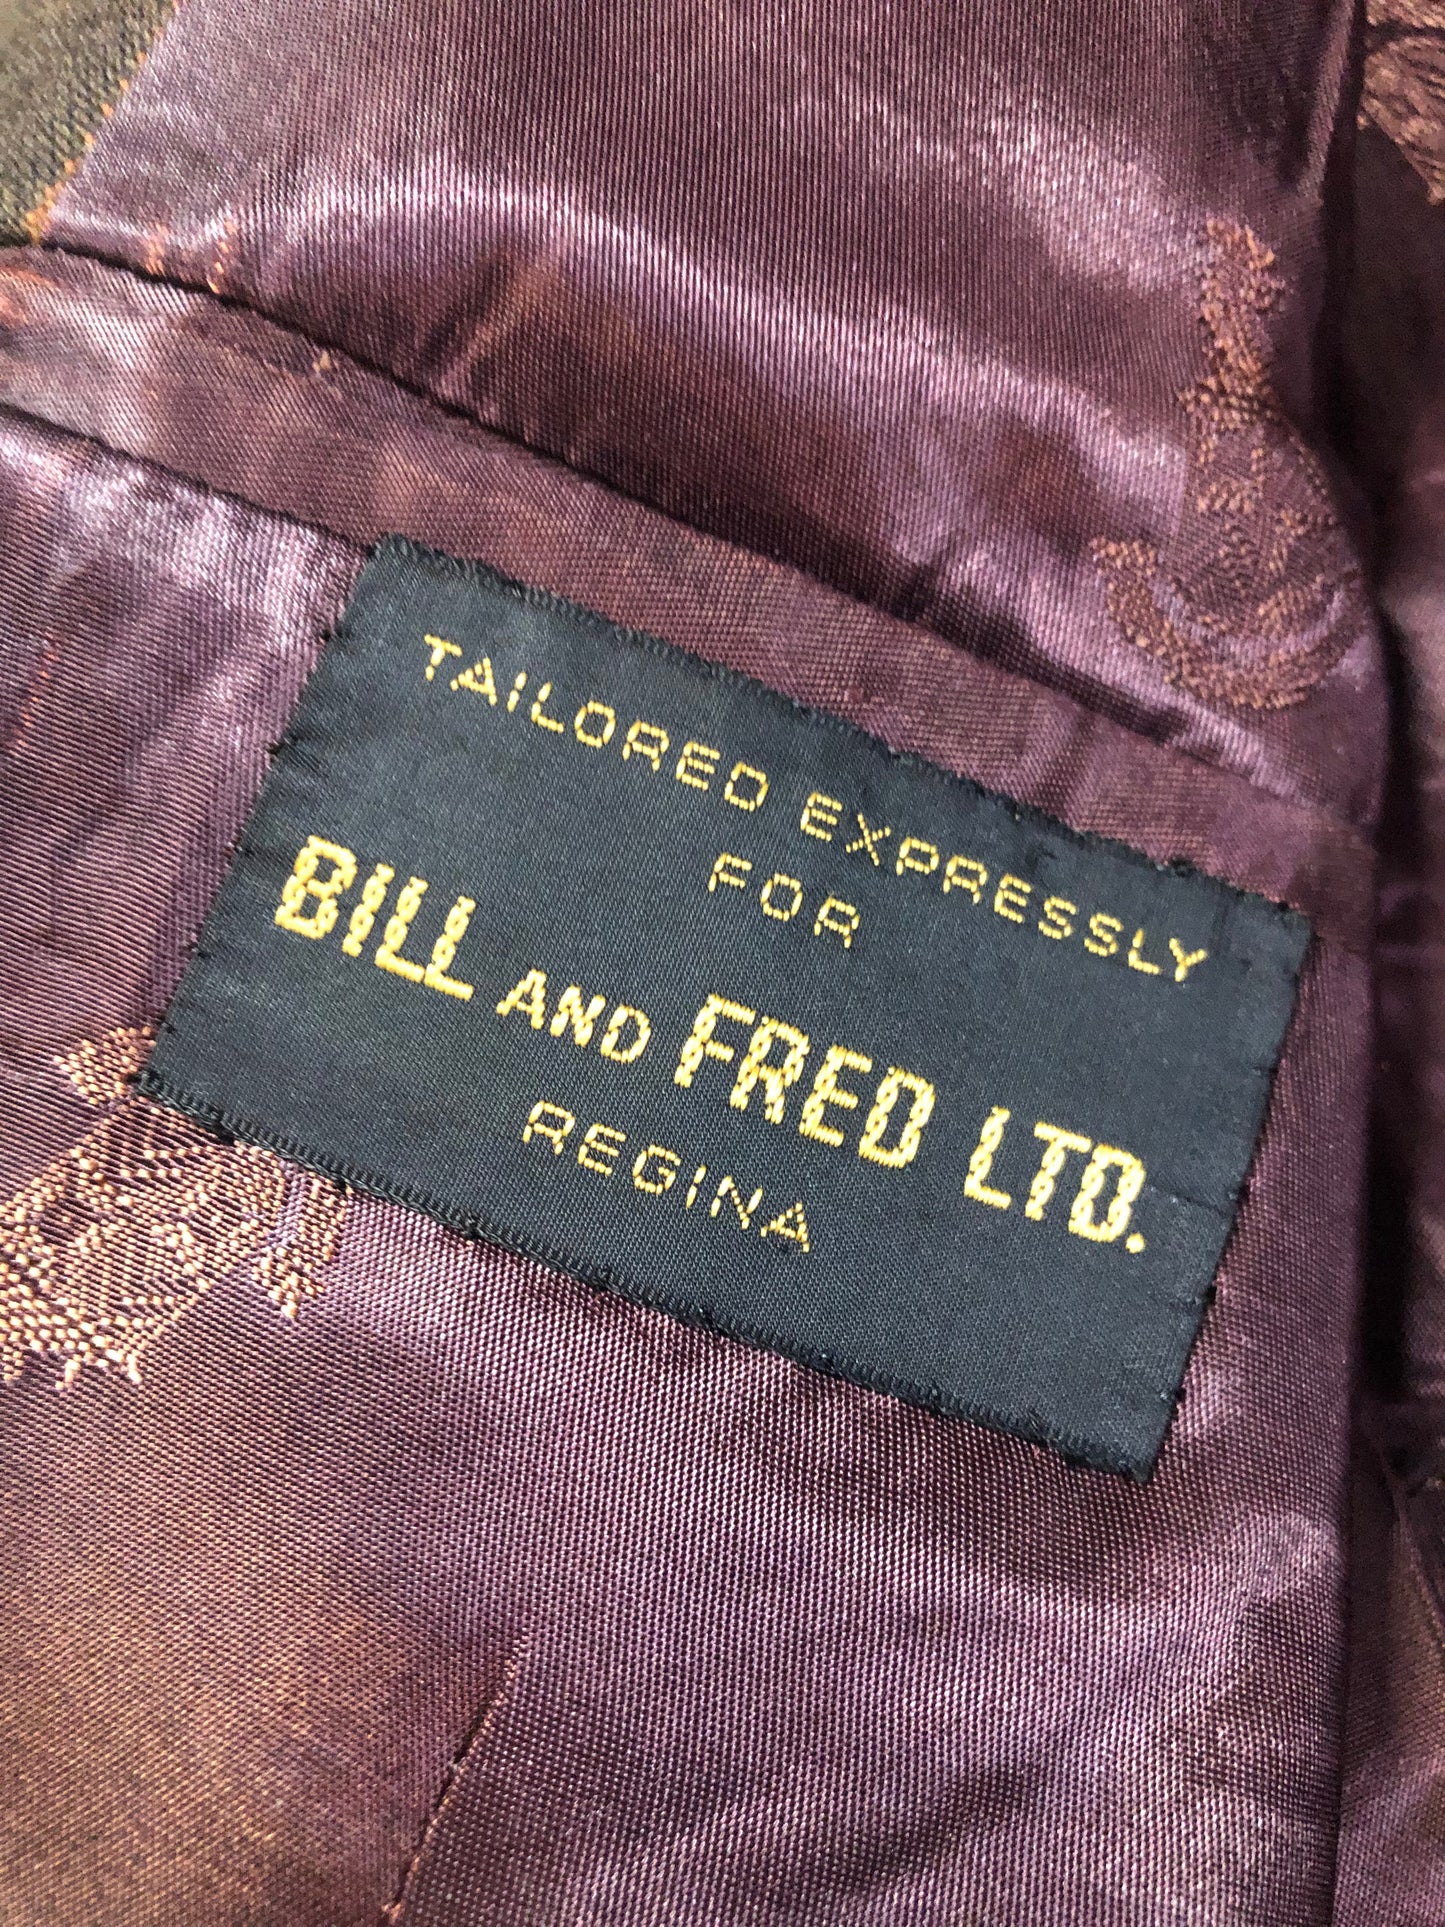 TAILORED EXPRESSLY
FOR
BILL AND FRED LTD.
REGINA